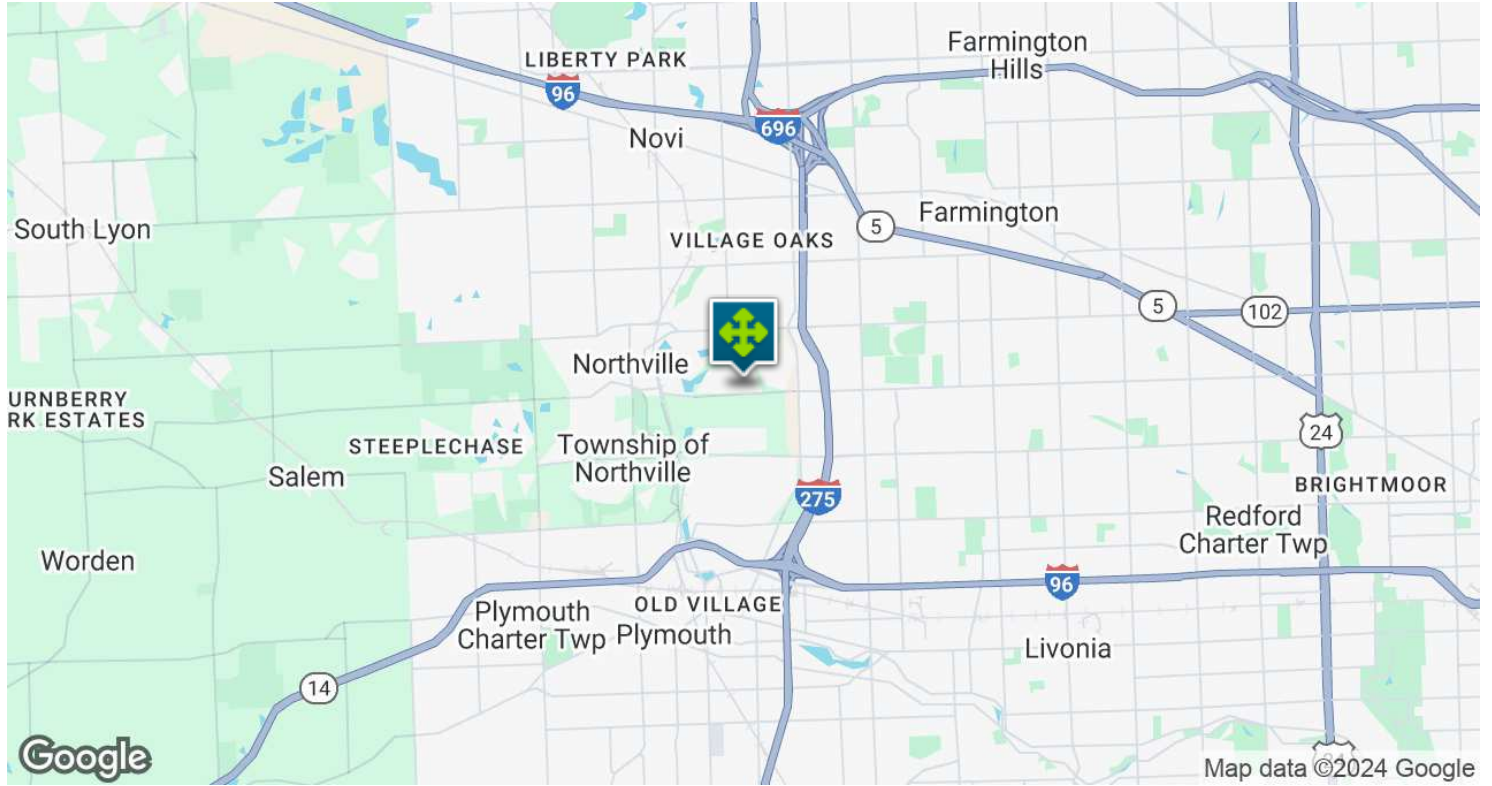 Farmington
Hills
LIBERTY PARK
96
696
Novi
Farmington
South Lyon
5
VILLAGE OAKS
5
102
Northville
URNBERRY
RK ESTATES
24
STEEPLECHASE
Township of
Northville
Salem
BRIGHTMOOR
275
Redford
Charter Twp
Worden
96
OLD VILLAGE
Plymouth
Charter Twp
Plymouth
Livonia
14
24
Google
Map data ©2024 Google